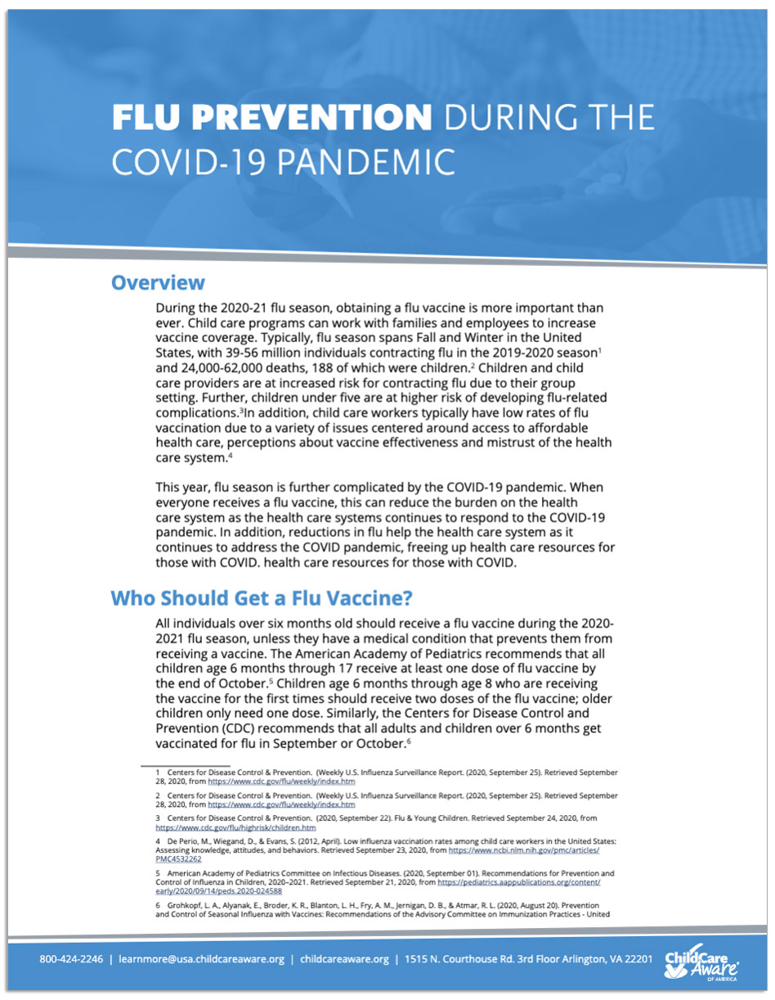 FLU PREVENTION DURING THE
COVID-19 PANDEMIC
Overview
During the 2020-21 flu season, obtaining a flu vaccine is more important than
ever. Child care programs can work with families and employees to increase
vaccine coverage. Typically, flu season spans Fall and Winter in the United
States, with 39-56 million individuals contracting flu in the 2019-2020 season¹
and 24,000-62,000 deaths, 188 of which were children.² Children and child
care providers are at increased risk for contracting flu due to their group
setting. Further, children under five are at higher risk of developing flu-related
complications.³In addition, child care workers typically have low rates of flu
vaccination due to a variety of issues centered around access to affordable
health care, perceptions about vaccine effectiveness and mistrust of the health
care system.⁴
This year, flu season is further complicated by the COVID-19 pandemic. When
everyone receives a flu vaccine, this can reduce the burden on the health
care system as the health care systems continues to respond to the COVID-19
pandemic. In addition, reductions in flu help the health care system as it
continues to address the COVID pandemic, freeing up health care resources for
those with COVID. health care resources for those with COVID.
Who Should Get a Flu Vaccine?
All individuals over six months old should receive a flu vaccine during the 2020-
2021 flu season, unless they have a medical condition that prevents them from
receiving a vaccine. The American Academy of Pediatrics recommends that all
children age 6 months through 17 receive at least one dose of flu vaccine by
the end of October.⁵ Children age 6 months through age 8 who are receiving
the vaccine for the first times should receive two doses of the flu vaccine; older
children only need one dose. Similarly, the Centers for Disease Control and
Prevention (CDC) recommends that all adults and children over 6 months get
vaccinated for flu in September or October.⁶
1 Centers for Disease Control & Prevention. (Weekly U.S. Influenza Surveillance Report. (2020, September 25). Retrieved September
28, 2020, from https://www.cdc.gov/flu/weekly/index.htm
2 Centers for Disease Control & Prevention. (Weekly U.S. Influenza Surveillance Report. (2020, September 25). Retrieved September
28, 2020, from https://www.cdc.gov/flu/weekly/index.htm
3 Centers for Disease Control & Prevention. (2020, September 22). Flu & Young Children. Retrieved September 24, 2020, from
https://www.cdc.gov/flu/highrisk/children.htm
4 De Perio, M., Wiegand, D., & Evans, S. (2012, April). Low influenza vaccination rates among child care workers in the United States:
Assessing knowledge, attitudes, and behaviors. Retrieved September 23, 2020, from https://www.ncbi.nlm.nih.gov/pmc/articles/
PMC4532262
5 American Academy of Pediatrics Committee on Infectious Diseases. (2020, September 01). Recommendations for Prevention and
Control of Influenza in Children, 2020–2021. Retrieved September 21, 2020, from https://pediatrics.aappublications.org/content/
early/2020/09/14/peds.2020-024588
6 Grohkopf, L. A., Alyanak, E., Broder, K. R., Blanton, L. H., Fry, A. M., Jernigan, D. B., & Atmar, R. L. (2020, August 20). Prevention
and Control of Seasonal Influenza with Vaccines: Recommendations of the Advisory Committee on Immunization Practices - United
800-424-2246 | learnmore@usa.childcareaware.org | childcareaware.org | 1515 N. Courthouse Rd. 3rd Floor Arlington, VA 22201
ChildCare
Aware®
OF AMERICA